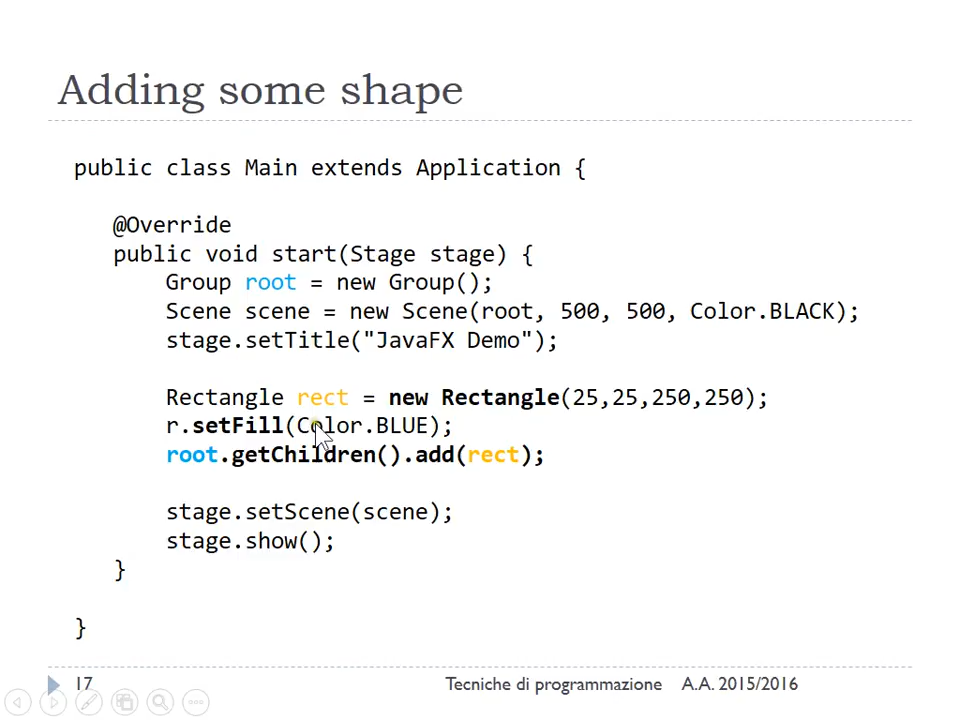 Adding some shape
public class Main extends Application {
@Override
public void start(Stage stage) {
Group root = new Group();
Scene scene = new Scene(root, 500, 500, Color.BLACK);
stage.setTitle("JavaFX Demo");
Rectangle rect = new Rectangle(25,25,250,250);
r.setFill(Color.BLUE);
root.getChildren().add(rect);
stage.setScene(scene);
stage.show();
}
}
17 Tecniche di programmazione A.A. 2015/2016